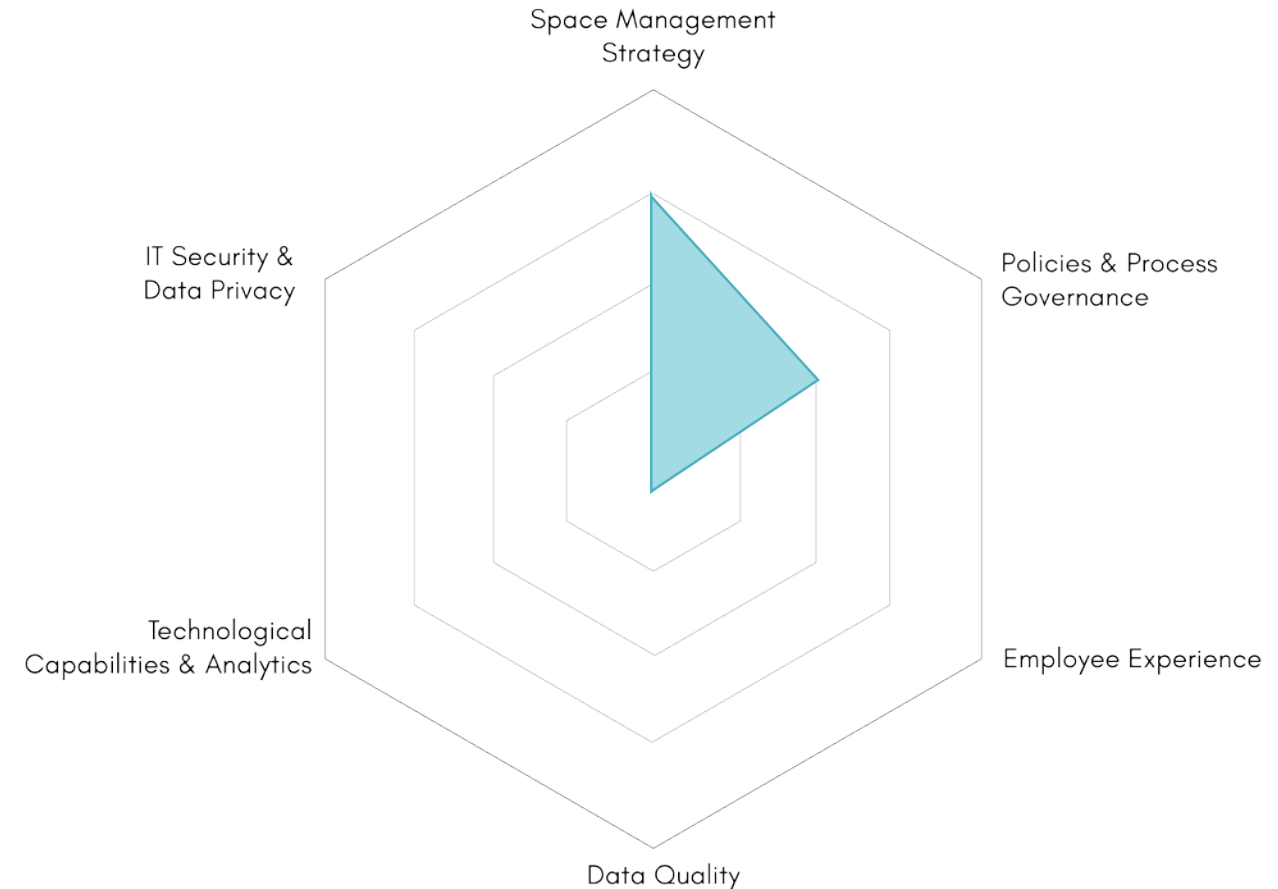 Space Management
Strategy
IT Security &
Data Privacy
Policies & Process
Governance
Technological
Capabilities & Analytics
Employee Experience
Data Quality